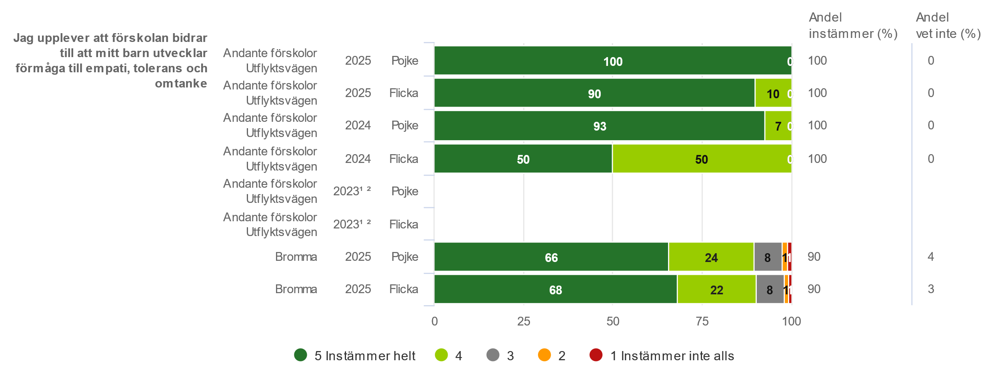 Andel
instämmer (%)
Andel
vet inte (%)
Jag upplever att förskolan bidrar
till att mitt barn utvecklar
förmåga till empati, tolerans och
omtanke
Andante förskolor
Utflyktsvägen
2025 Pojke 100 0 100 0
Andante förskolor
Utflyktsvägen
2025 Flicka 90 10 0 100 0
Andante förskolor
Utflyktsvägen
2024 Pojke 93 7 0 100 0
Andante förskolor
Utflyktsvägen
2024 Flicka 50 50 0 100 0
Andante förskolor
Utflyktsvägen
2023¹ ² Pojke
Andante förskolor
Utflyktsvägen
2023¹ ² Flicka
Bromma 2025 Pojke 66 24 8 1 1 90 4
Bromma 2025 Flicka 68 22 8 1 1 90 3
0 25 50 75 100
5 Instämmer helt 4 3 2 1 Instämmer inte alls